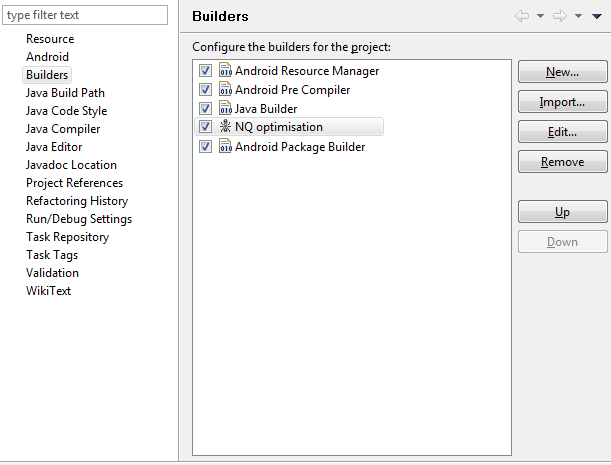 type filter text
Resource
Android
Builders
Java Build Path
Java Code Style
Java Compiler
Java Editor
Javadoc Location
Project References
Refactoring History
Run/Debug Settings
Task Repository
Task Tags
Validation
WikiText
Builders
Configure the builders for the project:
Android Resource Manager
Android Pre Compiler
Java Builder
NQ optimisation
Android Package Builder
New...
Import...
Edit...
Remove
Up
Down